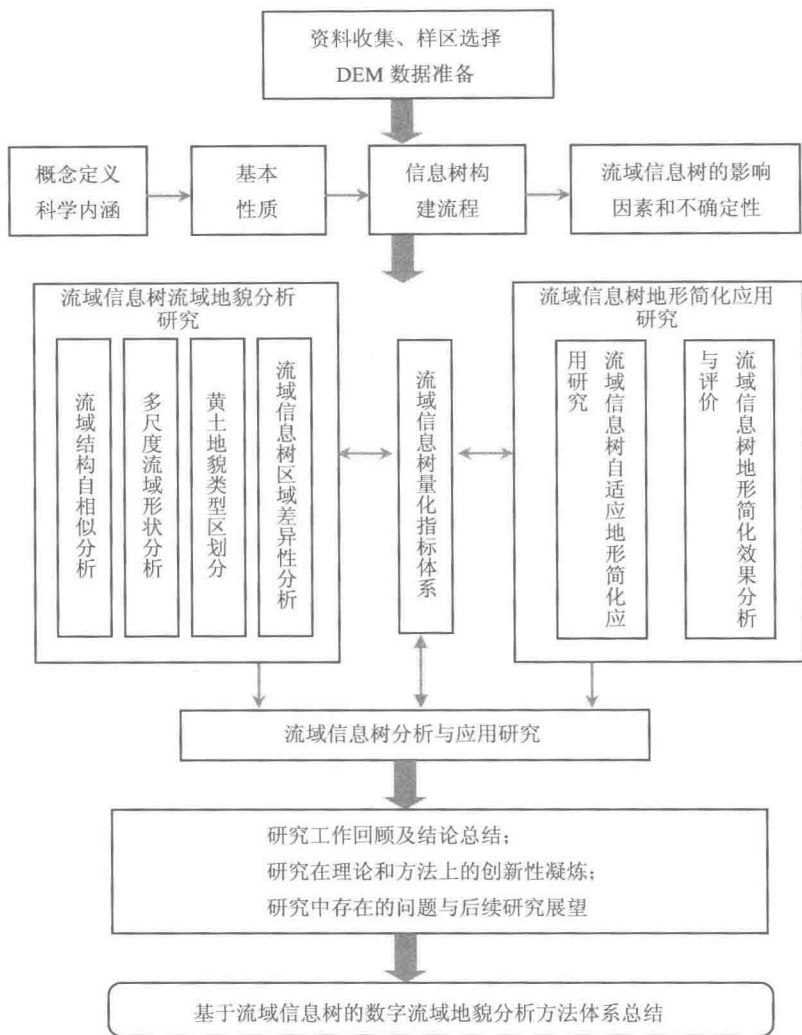 资料收集、样区选择
DEM 数据准备
概念定义
科学内涵
基本
性质
信息树构
建流程
流域信息树的影响
因素和不确定性
流域信息树流域地貌分析
研究
流域结构自相似分析
多尺度流域形状分析
黄土地貌类型区划分
流域信息树区域差异性分析
流域信息树量化指标体系
流域信息树地形简化应用
研究
流域信息树自适应地形简化应
用研究
流域信息树地形简化效果分析
与评价
流域信息树分析与应用研究
研究工作回顾及结论总结;
研究在理论和方法上的创新性凝炼;
研究中存在的问题与后续研究展望
基于流域信息树的数字流域地貌分析方法体系总结